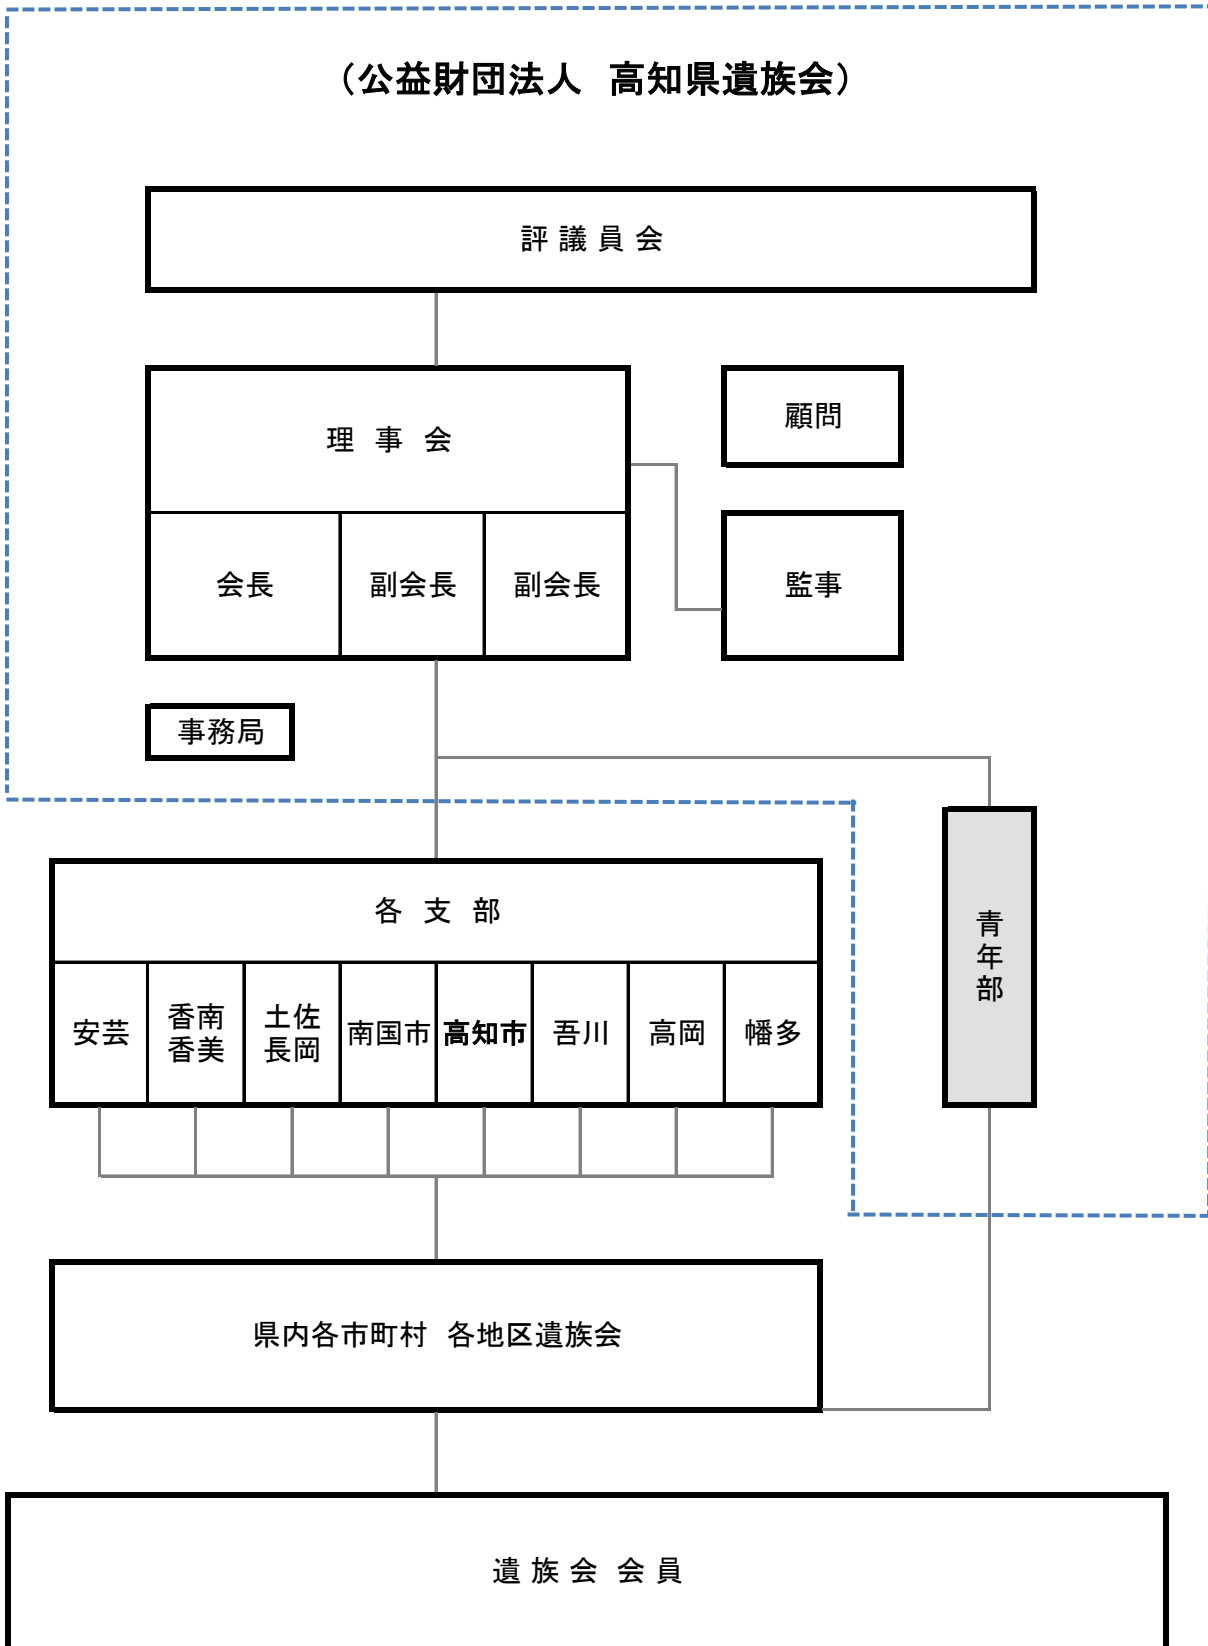 （公益財団法人　高知県遺族会）
評 議 員 会
理 事 会
顧問
会長
副会長
副会長
監事
事務局
各 支 部
青
年
部
安芸
香南
香美
土佐
長岡
南国市
高知市
吾川
高岡
幡多
県内各市町村 各地区遺族会
遺 族 会 会 員